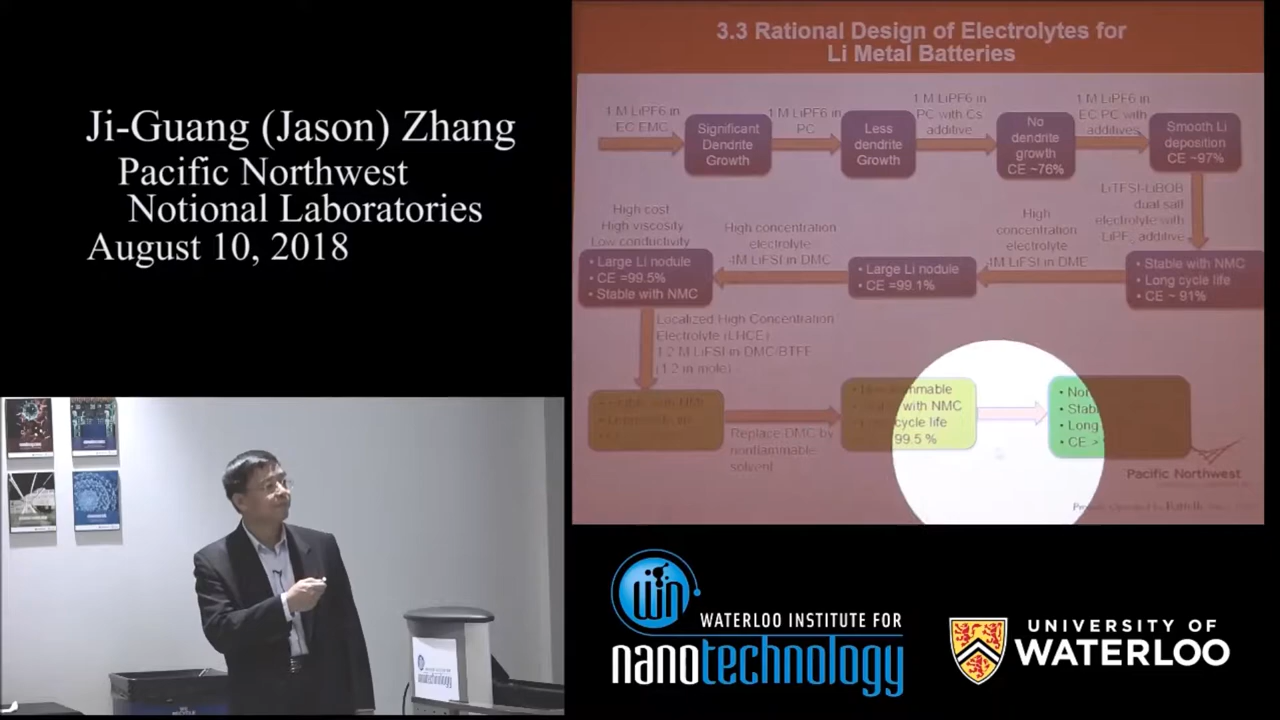 Ji-Guang (Jason) Zhang
Pacific Northwest
Notional Laboratories
August 10, 2018
3.3 Rational Design of Electrolytes for
Li Metal Batteries
1 M LiPF6 in
EC EMC
Significant
Dendrite
Growth
1 M LiPF6 in
PC
Less
dendrite
Growth
1 M LiPF6 in
PC with Cs
additive
No
dendrite
growth
CE ~76%
1 M LiPF6 in
EC PC with
additives
Smooth Li
deposition
CE ~97%
LiTFSI-LiBOB
dual salt
electrolyte with
LiPF6 additive
• Stable with NMC
• Long cycle life
• CE ~ 91%
High
concentration
electrolyte
4M LiFSI in DME
• Large Li nodule
• CE =99.1%
High concentration
electrolyte
4M LiFSI in DMC
High cost
High viscosity
Low conductivity
• Large Li nodule
• CE =99.5%
• Stable with NMC
Localized High Concentration
Electrolyte (LHCE)
1.2 M LiFSI in DMC BTFE
(1:2 in mole)
Replace DMC by
nonflammable
solvent
with NMC
cycle life
99.5 %
• Non
• Stab
• Long
• CE >
Pacific Northwest
WIN
WATERLOO INSTITUTE FOR
nanotechnology
UNIVERSITY OF
WATERLOO